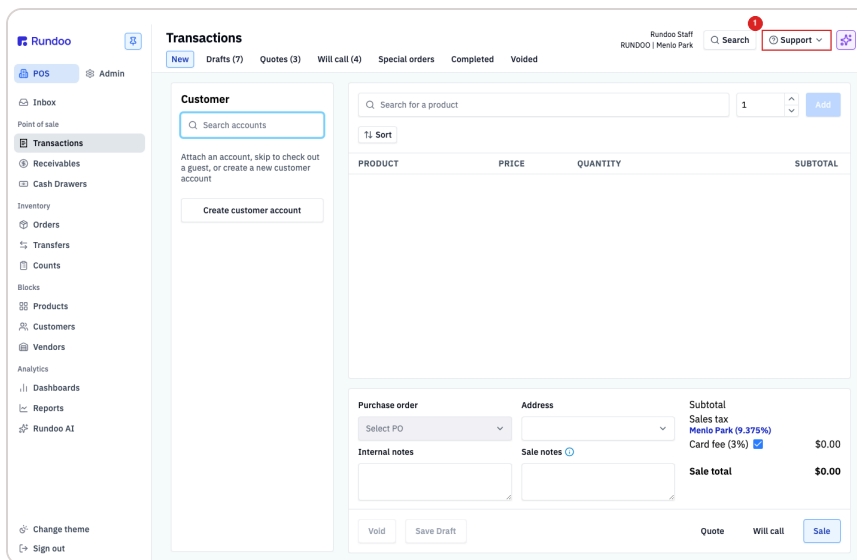 Rundoo
POS
Admin
Inbox
Point of sale
Transactions
Receivables
Cash Drawers
Inventory
Orders
Transfers
Counts
Blocks
Products
Customers
Vendors
Analytics
Dashboards
Reports
Rundoo AI
Change theme
Sign out
Transactions
Rundoo Staff
RUNDOO | Menlo Park
Search
1
Support
New Drafts (7) Quotes (3) Will call (4) Special orders Completed Voided
Customer
Search accounts
Attach an account, skip to check out
a guest, or create a new customer
account
Create customer account
Search for a product
1
Add
Sort
PRODUCT PRICE QUANTITY SUBTOTAL
Purchase order
Select PO
Address
Internal notes
Sale notes
Subtotal
Sales tax
Menlo Park (9.375%)
Card fee (3%) $0.00
Sale total $0.00
Void
Save Draft
Quote
Will call
Sale